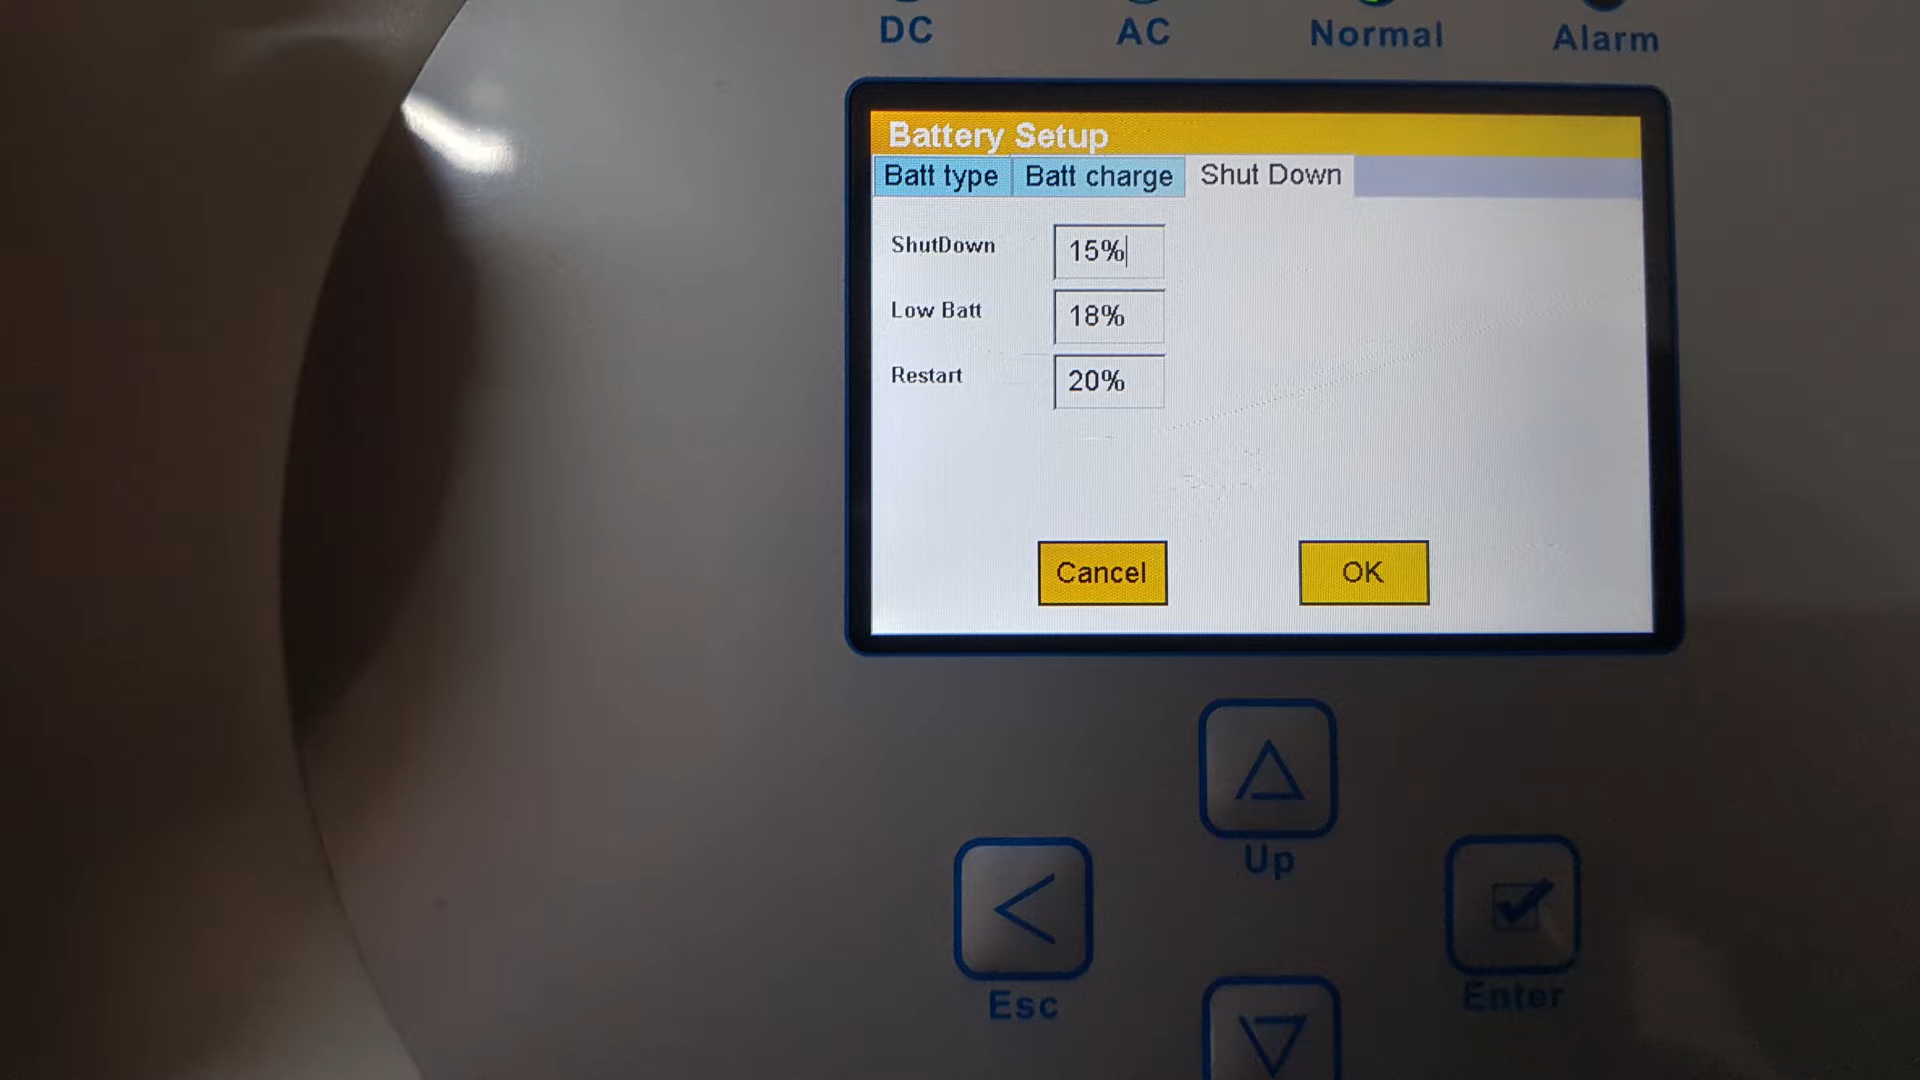 DC AC Normal Alarm
Battery Setup
Batt type Batt charge Shut Down
ShutDown 15%
Low Batt 18%
Restart 20%
Cancel OK
Up
Esc Enter